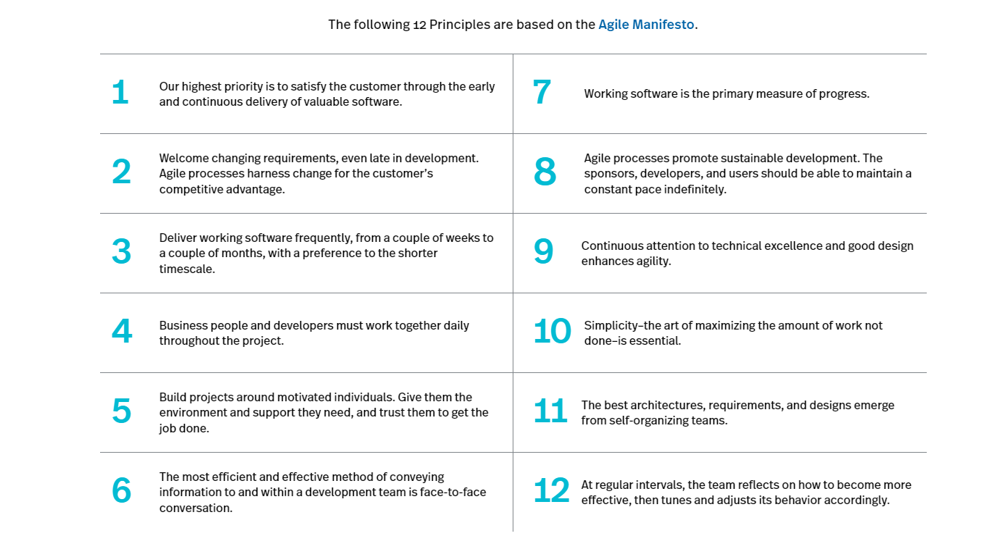 The following 12 Principles are based on the Agile Manifesto.
1
Our highest priority is to satisfy the customer through the early
and continuous delivery of valuable software.
2
Welcome changing requirements, even late in development.
Agile processes harness change for the customer’s
competitive advantage.
3
Deliver working software frequently, from a couple of weeks to
a couple of months, with a preference to the shorter
timescale.
4
Business people and developers must work together daily
throughout the project.
5
Build projects around motivated individuals. Give them the
environment and support they need, and trust them to get the
job done.
6
The most efficient and effective method of conveying
information to and within a development team is face-to-face
conversation.
7
Working software is the primary measure of progress.
8
Agile processes promote sustainable development. The
sponsors, developers, and users should be able to maintain a
constant pace indefinitely.
9
Continuous attention to technical excellence and good design
enhances agility.
10
Simplicity–the art of maximizing the amount of work not
done–is essential.
11
The best architectures, requirements, and designs emerge
from self-organizing teams.
12
At regular intervals, the team reflects on how to become more
effective, then tunes and adjusts its behavior accordingly.